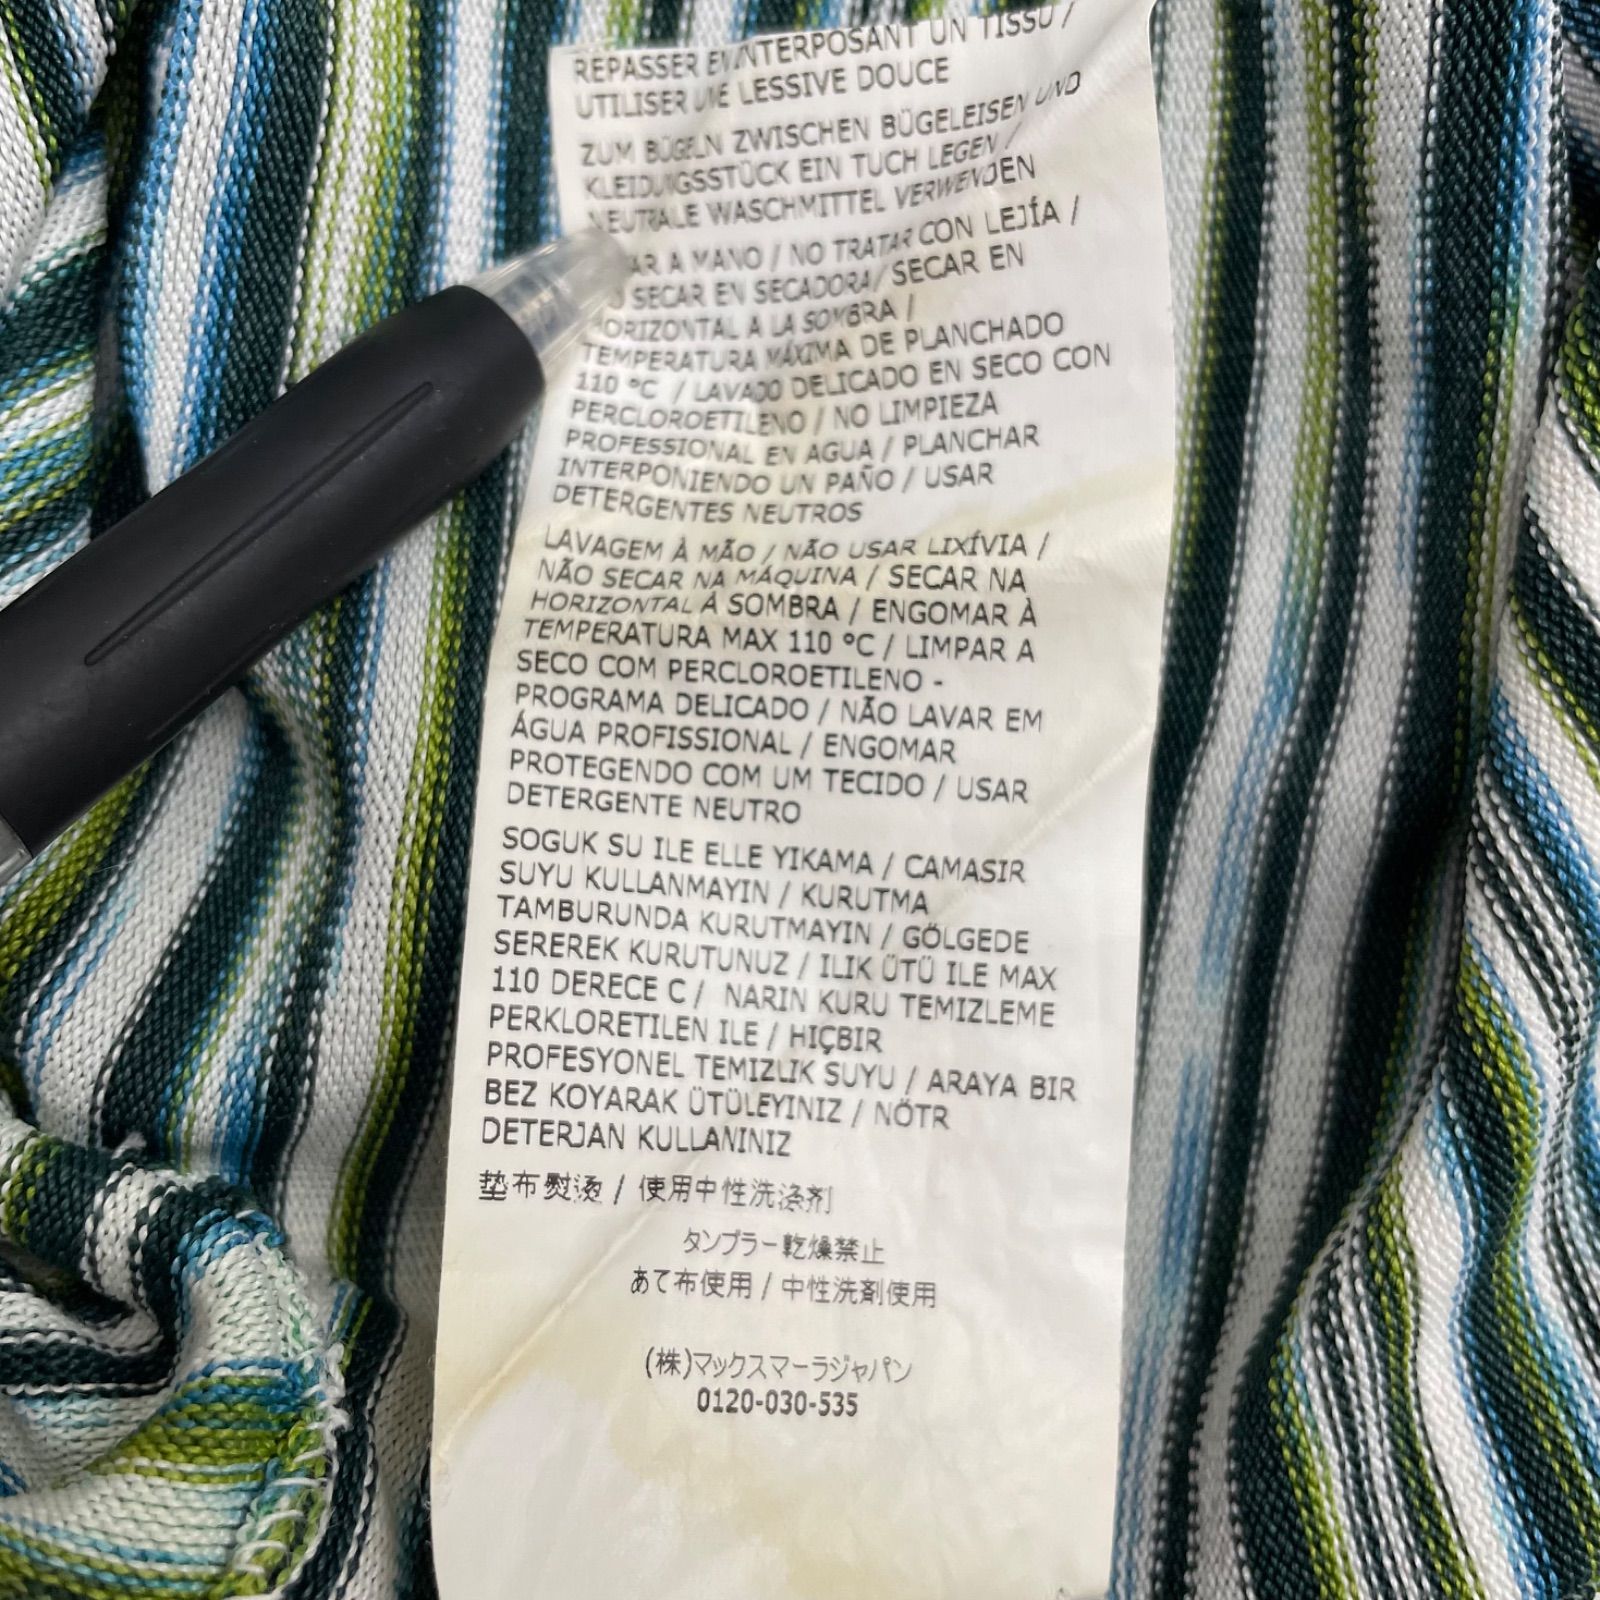 REPASSER EN INTERPOSANT UN TISSU /
UTILISER UNE LESSIVE DOUCE
ZUM BÜGELN ZWISCHEN BÜGELEISEN UND
KLEIDUNGSSTÜCK EIN TUCH LEGEN /
NEUTRALE WASCHMITTEL VERWENDEN
AR A MANO / NO TRATAR CON LEJÍA /
SECAR EN SECADORA / SECAR EN
HORIZONTAL A LA SOMBRA /
TEMPERATURA MÁXIMA DE PLANCHADO
110 °C / LAVADO DELICADO EN SECO CON
PERCLOROETILENO / NO LIMPIEZA
PROFESSIONAL EN AGUA / PLANCHAR
INTERPONIENDO UN PAÑO / USAR
DETERGENTES NEUTROS
LAVAGEM À MÃO / NÃO USAR LIXÍVIA /
NÃO SECAR NA MÁQUINA / SECAR NA
HORIZONTAL À SOMBRA / ENGOMAR À
TEMPERATURA MAX 110 °C / LIMPAR A
SECO COM PERCLOROETILENO -
PROGRAMA DELICADO / NÃO LAVAR EM
ÁGUA PROFISSIONAL / ENGOMAR
PROTEGENDO COM UM TECIDO / USAR
DETERGENTE NEUTRO
SOGUK SU ILE ELLE YIKAMA / CAMASIR
SUYU KULLANMAYIN / KURUTMA
TAMBURUNDA KURUTMAYIN / GÖLGEDE
SEREREK KURUTUNUZ / ILIK ÜTÜ ILE MAX
110 DERECE C / NARIN KURU TEMIZLEME
PERKLORETILEN ILE / HIÇBIR
PROFESYONEL TEMIZLIK SUYU / ARAYA BIR
BEZ KOYARAK ÜTÜLEYINIZ / NÖTR
DETERJAN KULLANINIZ
垫布熨烫 / 使用中性洗涤剂
タンブラー乾燥禁止
あて布使用 / 中性洗剤使用
(株)マックスマーラジャパン
0120-030-535